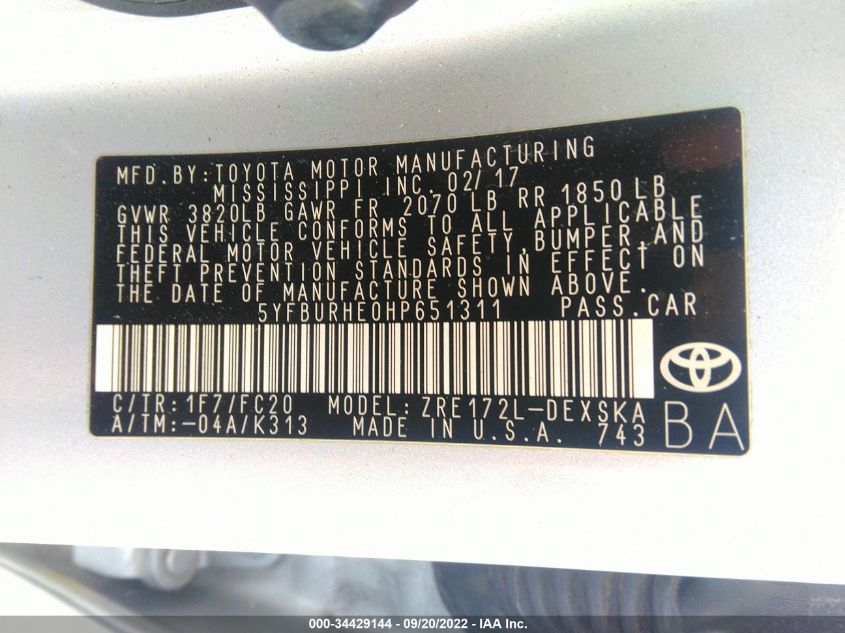 MFD.BY:TOYOTA MOTOR MANUFACTURING
MISSISSIPPI INC. 02/17
GVWR 3820LB GAWR FR 2070 LB RR 1850LB
THIS VEHICLE CONFORMS TO ALL APPLICABLE
FEDERAL MOTOR VEHICLE SAFETY,BUMPER,AND
THEFT PREVENTION STANDARDS IN EFFECT ON
THE DATE OF MANUFACTURE SHOWN ABOVE.
5YFBURHE0HP651311 PASS.CAR
C/TR:1F7/FC20 MODEL:ZRE172L-DEXSKA
A/TM:-04A/K313 MADE IN U.S.A. 743
BA
000-34429144 - 09/20/2022 - IAA Inc.